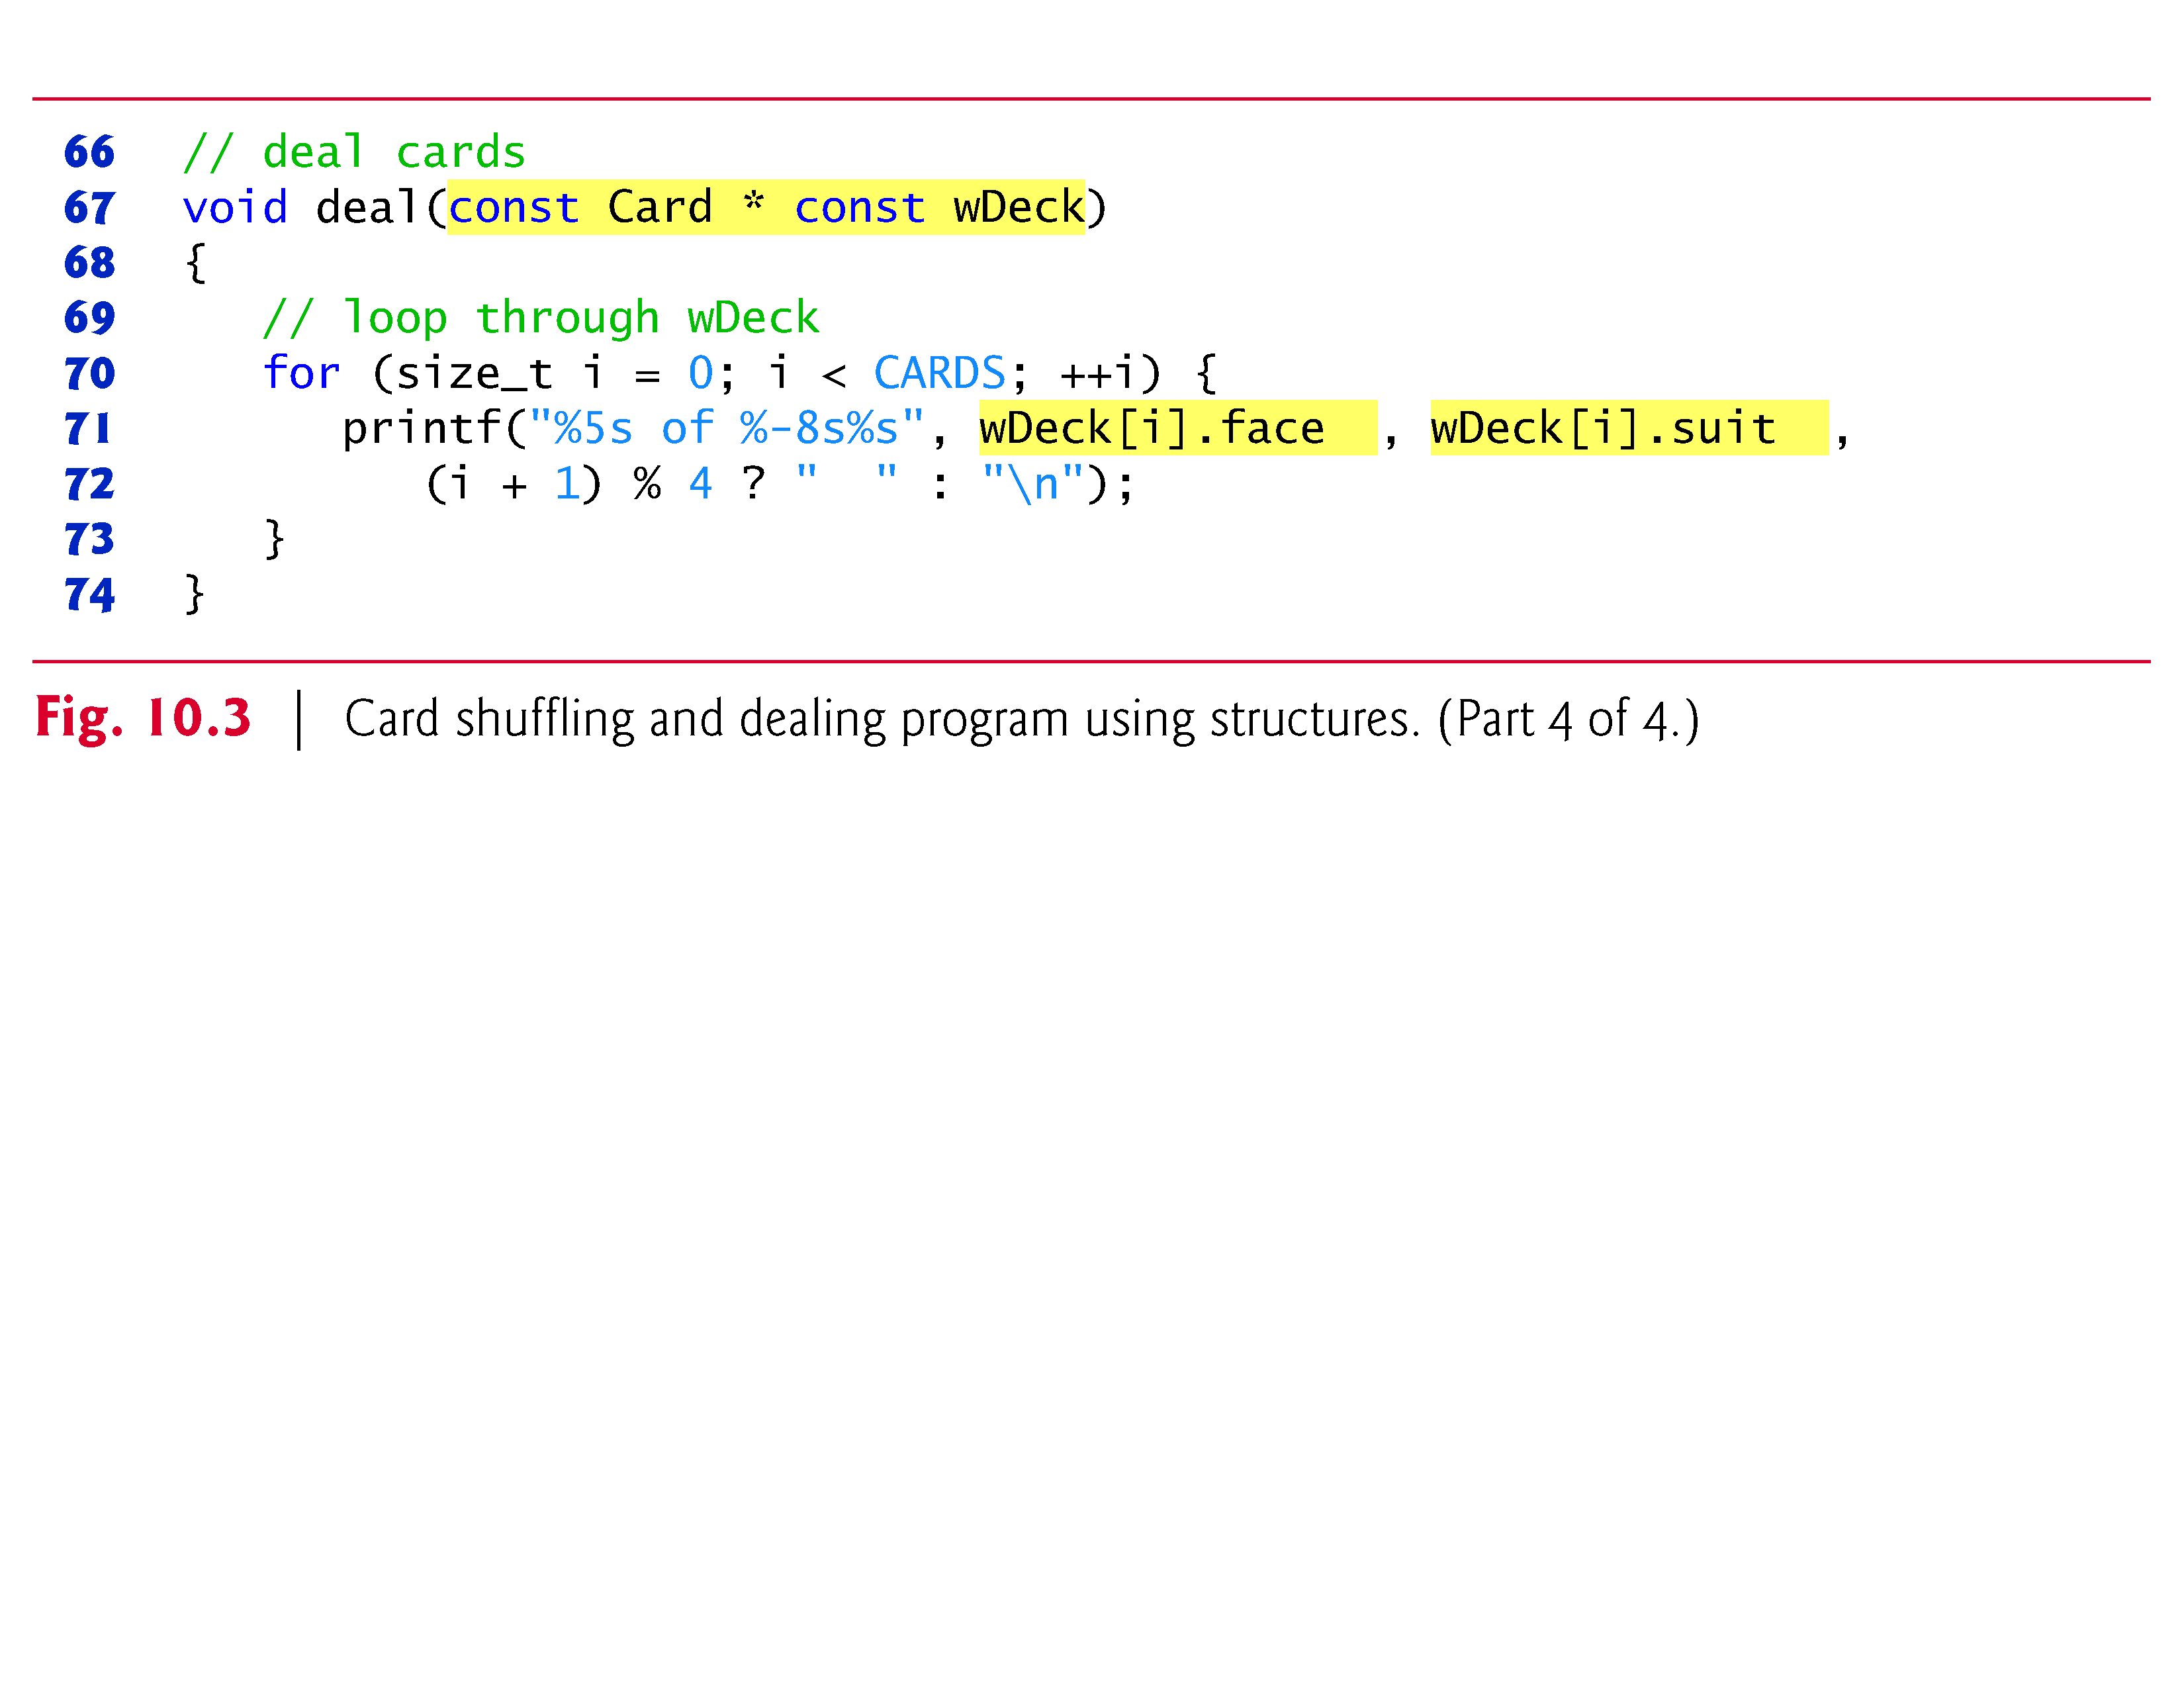 66 // deal cards
67 void deal(const Card * const wDeck)
68 {
69 // loop through wDeck
70 for (size_t i = 0; i < CARDS; ++i) {
71 printf("%5s of %-8s%s", wDeck[i].face , wDeck[i].suit ,
72 (i + 1) % 4 ? "  " : "\n");
73 }
74 }
Fig. 10.3 | Card shuffling and dealing program using structures. (Part 4 of 4.)